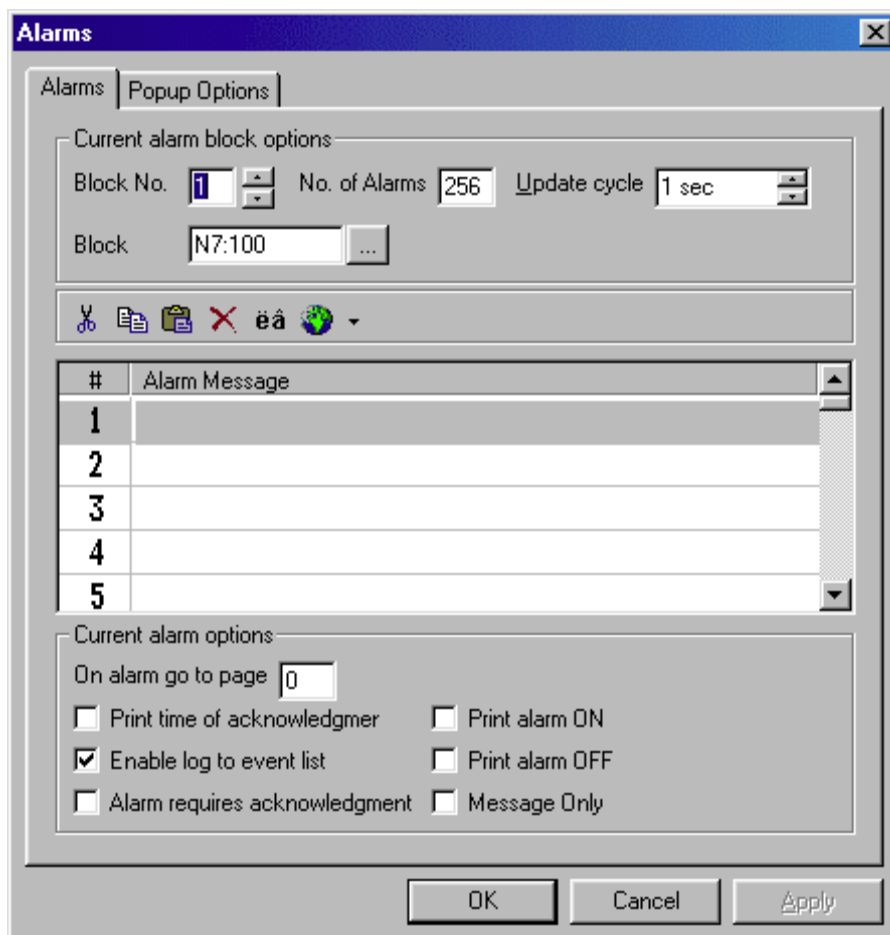 Alarms
Alarms Popup Options
Current alarm block options
Block No. 1 No. of Alarms 256 Update cycle 1 sec
Block N7:100 ...
ëâ
# Alarm Message
1
2
3
4
5
Current alarm options
On alarm go to page 0
Print time of acknowledgmer Print alarm ON
Enable log to event list Print alarm OFF
Alarm requires acknowledgment Message Only
OK Cancel Apply